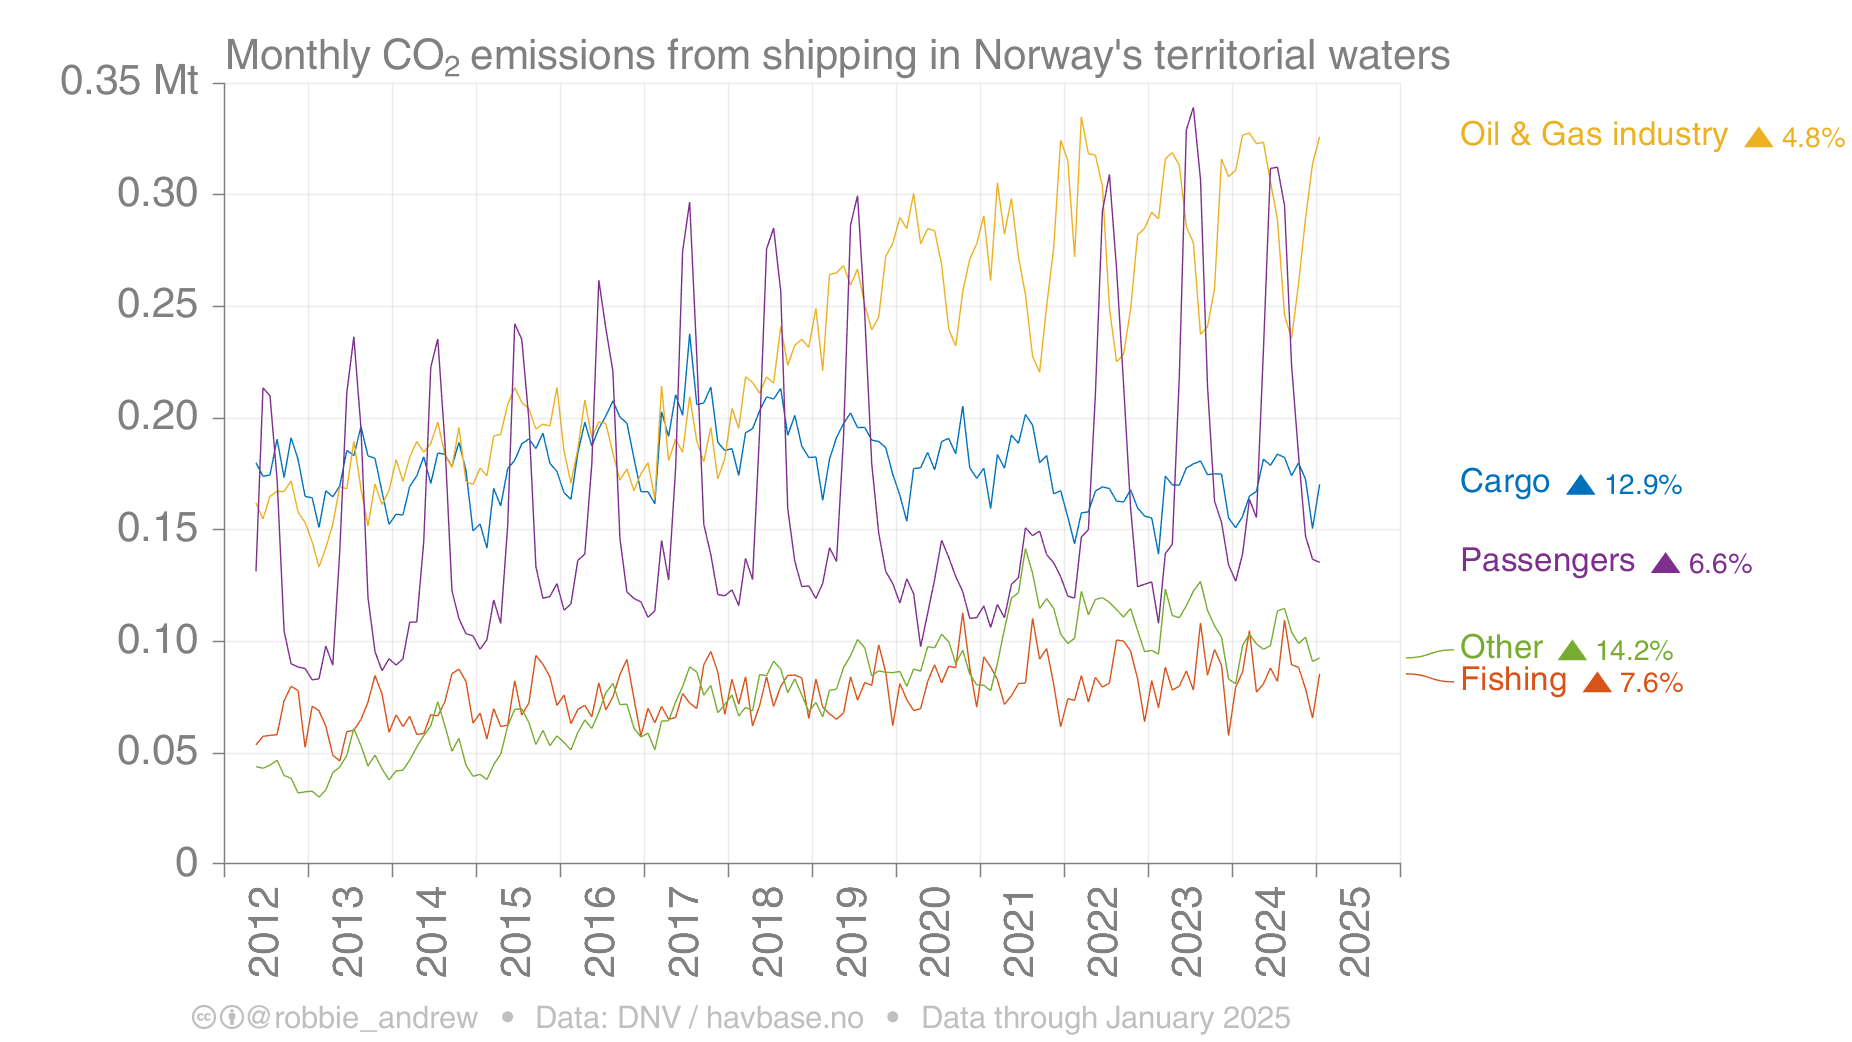 Monthly CO₂ emissions from shipping in Norway's territorial waters
0.35 Mt
0.30
0.25
0.20
0.15
0.10
0.05
0
2012
2013
2014
2015
2016
2017
2018
2019
2020
2021
2022
2023
2024
2025
Oil & Gas industry ▲ 4.8%
Cargo ▲ 12.9%
Passengers ▲ 6.6%
Other ▲ 14.2%
Fishing ▲ 7.6%
@robbie_andrew • Data: DNV / havbase.no • Data through January 2025